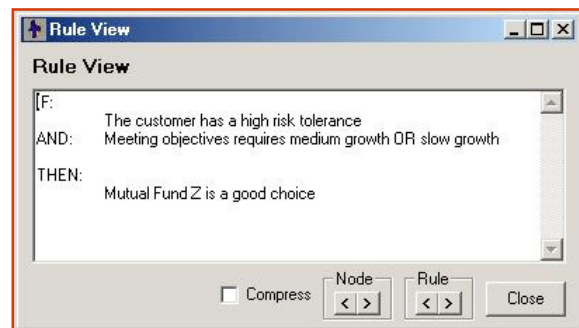 Rule View
Rule View
IF:
The customer has a high risk tolerance
AND: Meeting objectives requires medium growth OR slow growth
THEN:
Mutual Fund Z is a good choice
Compress Node < > Rule < > Close